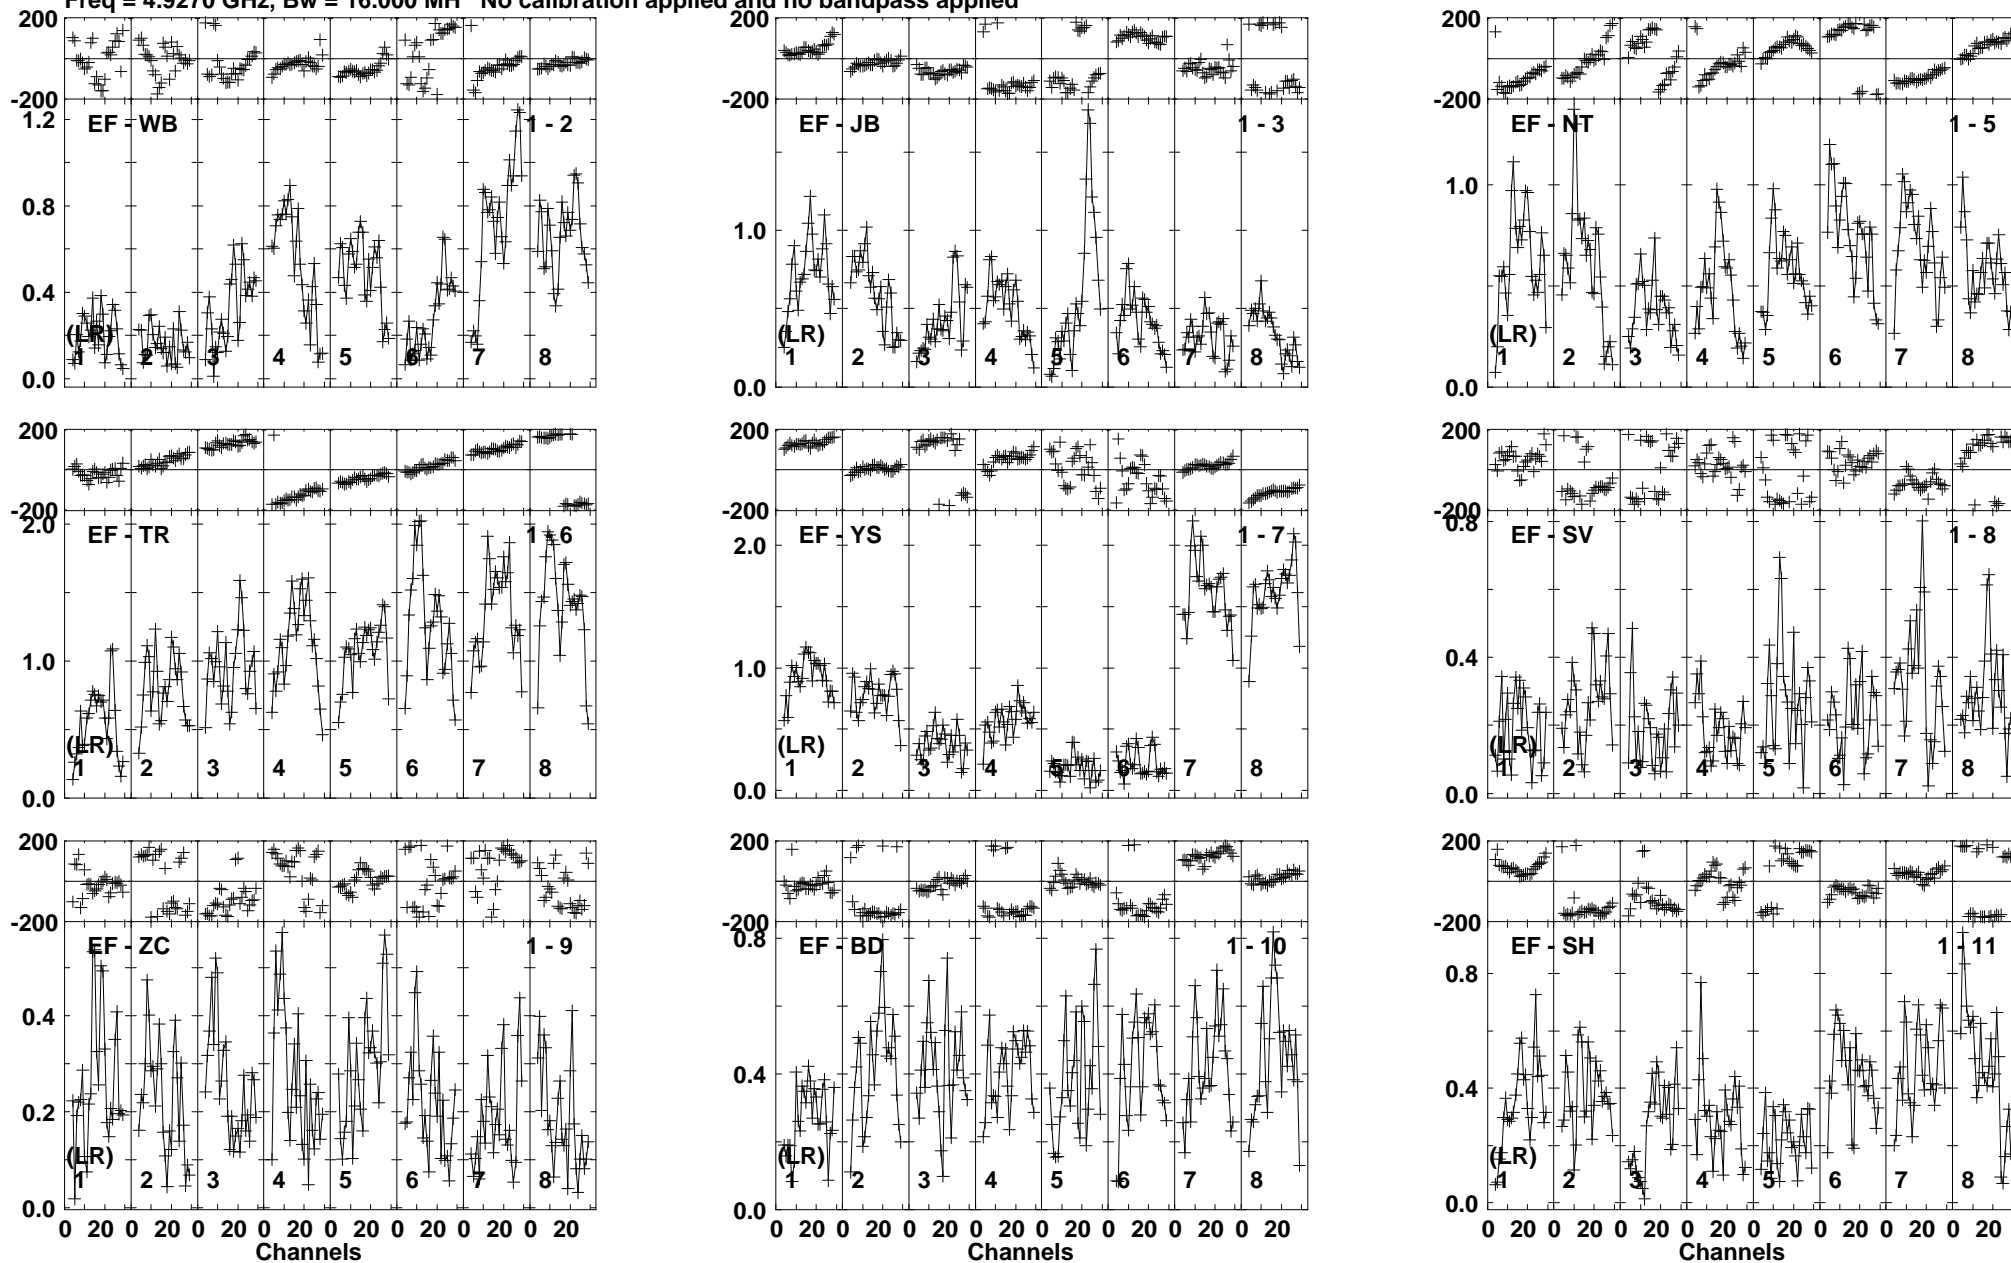 Freq = 4.9270 GHz, Bw = 16.000 MH No calibration applied and no bandpass applied
200 200 200
-200 -200 -200
EF - WB 1 - 2 EF - JB 1 - 3 EF - NT 1 - 5
1.2
0.8 1.0 1.0
0.4
(LR) (LR) (LR)
1 2 3 4 5 6 7 8 1 2 3 4 5 6 7 8 1 2 3 4 5 6 7 8
0.0 0.0 0.0
200 200 200
-200 -200 -200
EF - TR 1 - 6 EF - YS 1 - 7 EF - SV 1 - 8
2.0 2.0 0.8
1.0 1.0 0.4
(LR) (LR) (LR)
1 2 3 4 5 6 7 8 1 2 3 4 5 6 7 8 1 2 3 4 5 6 7 8
0.0 0.0 0.0
200 200 200
-200 -200 -200
EF - ZC 1 - 9 EF - BD 1 - 10 EF - SH 1 - 11
0.8 0.8
0.4 0.4 0.4
0.2
(LR) (LR) (LR)
1 2 3 4 5 6 7 8 1 2 3 4 5 6 7 8 1 2 3 4 5 6 7 8
0.0 0.0 0.0
0 20 0 20 0 20 0 20 0 20 0 20 0 20 0 20 0 20 0 20 0 20 0 20 0 20 0 20 0 20 0 20 0 20 0 20 0 20 0 20 0 20 0 20 0 20 0 20
Channels Channels Channels